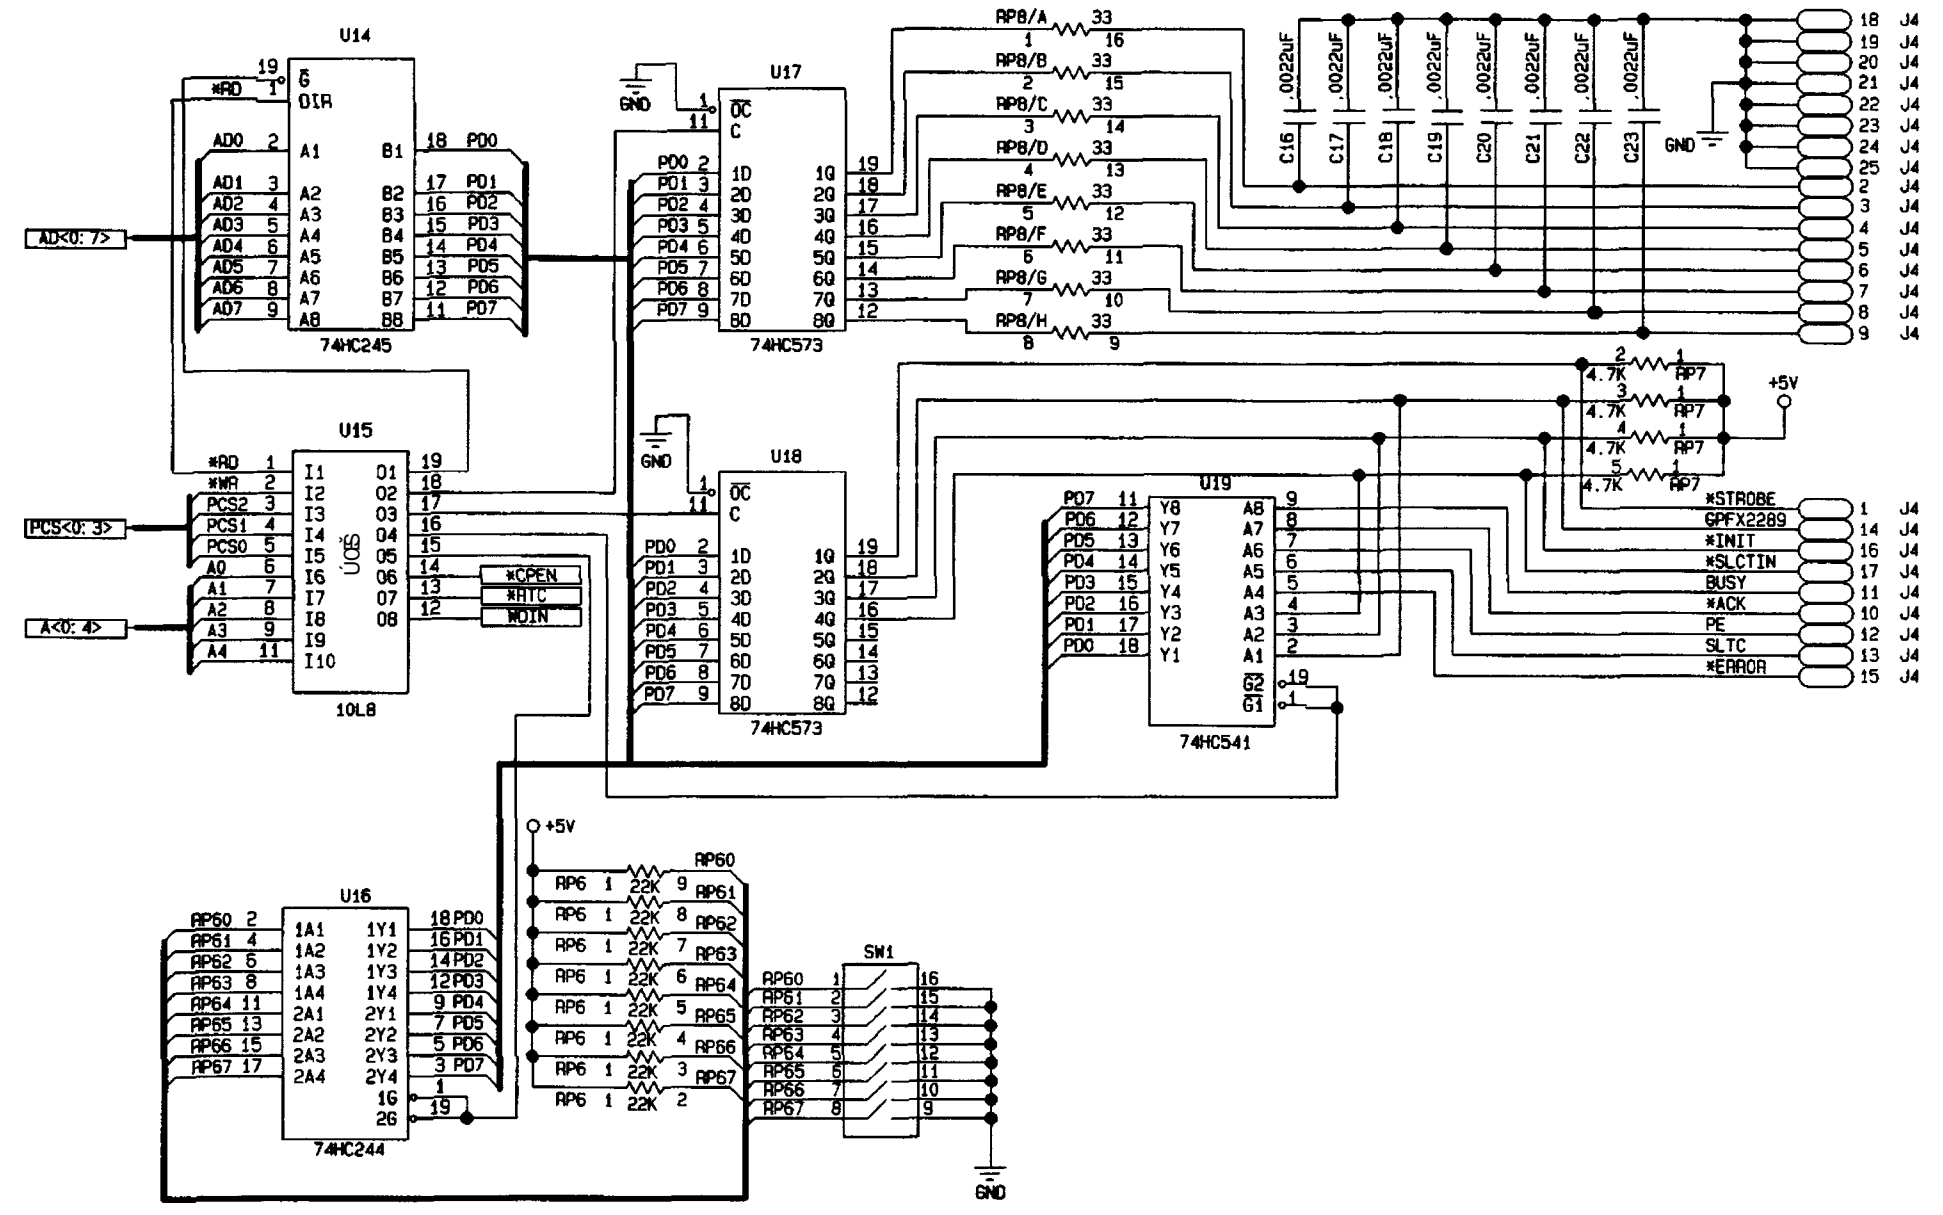 U14
19 G
*RD 1 DIR
AD0 2 A1 B1 18 PD0
AD1 3 A2 B2 17 PD1
AD2 4 A3 B3 16 PD2
AD3 5 A4 B4 15 PD3
AD4 6 A5 B5 14 PD4
AD5 7 A6 B6 13 PD5
AD6 8 A7 B7 12 PD6
AD7 9 A8 B8 11 PD7
74HC245
AD<0:7>
U17
GND
1 OC
11 C
PD0 2 1D 1Q 19
PD1 3 2D 2Q 18
PD2 4 3D 3Q 17
PD3 5 4D 4Q 16
PD4 6 5D 5Q 15
PD5 7 6D 6Q 14
PD6 8 7D 7Q 13
PD7 9 8D 8Q 12
74HC573
RP8/A 33
1 16
RP8/B 33
2 15
RP8/C 33
3 14
RP8/D 33
4 13
RP8/E 33
5 12
RP8/F 33
6 11
RP8/G 33
7 10
RP8/H 33
8 9
C16 .0022uF
C17 .0022uF
C18 .0022uF
C19 .0022uF
C20 .0022uF
C21 .0022uF
C22 .0022uF
C23 .0022uF
GND
18 J4
19 J4
20 J4
21 J4
22 J4
23 J4
24 J4
25 J4
2 J4
3 J4
4 J4
5 J4
6 J4
7 J4
8 J4
9 J4
2 1
4.7K RP7
3 1
4.7K RP7
4 1
4.7K RP7
5 1
4.7K RP7
+5V
U15
*RD 1 I1 O1 19
*WR 2 I2 O2 18
PCS2 3 I3 O3 17
PCS1 4 I4 O4 16
PCS0 5 I5 O5 15
A0 6 I6 O6 14 *CPEN
A1 7 I7 O7 13 *RTC
A2 8 I8 O8 12 WDIN
A3 9 I9
A4 11 I10
10L8
PCS<0:3>
A<0:4>
GND
U18
1 OC
11 C
PD0 2 1D 1Q 19
PD1 3 2D 2Q 18
PD2 4 3D 3Q 17
PD3 5 4D 4Q 16
PD4 6 5D 5Q 15
PD5 7 6D 6Q 14
PD6 8 7D 7Q 13
PD7 9 8D 8Q 12
74HC573
U19
PD7 11 Y8 A8 9
PD6 12 Y7 A7 8
PD5 13 Y6 A6 7
PD4 14 Y5 A5 6
PD3 15 Y4 A4 5
PD2 16 Y3 A3 4
PD1 17 Y2 A2 3
PD0 18 Y1 A1 2
G2 19
G1 1
74HC541
*STROBE 1 J4
GPFX2289 14 J4
*INIT 16 J4
*SLCTIN 17 J4
BUSY 11 J4
*ACK 10 J4
PE 12 J4
SLTC 13 J4
*ERROR 15 J4
U16
RP60 2 1A1 1Y1 18 PD0
RP61 4 1A2 1Y2 16 PD1
RP62 6 1A3 1Y3 14 PD2
RP63 8 1A4 1Y4 12 PD3
RP64 11 2A1 2Y1 9 PD4
RP65 13 2A2 2Y2 7 PD5
RP66 15 2A3 2Y3 5 PD6
RP67 17 2A4 2Y4 3 PD7
1G 1
2G 19
74HC244
+5V
RP6 1 22K 9 RP60
RP6 1 22K 8 RP61
RP6 1 22K 7 RP62
RP6 1 22K 6 RP63
RP6 1 22K 5 RP64
RP6 1 22K 4 RP65
RP6 1 22K 3 RP66
RP6 1 22K 2 RP67
SW1
RP60 1 16
RP61 2 15
RP62 3 14
RP63 4 13
RP64 5 12
RP65 6 11
RP66 7 10
RP67 8 9
GND